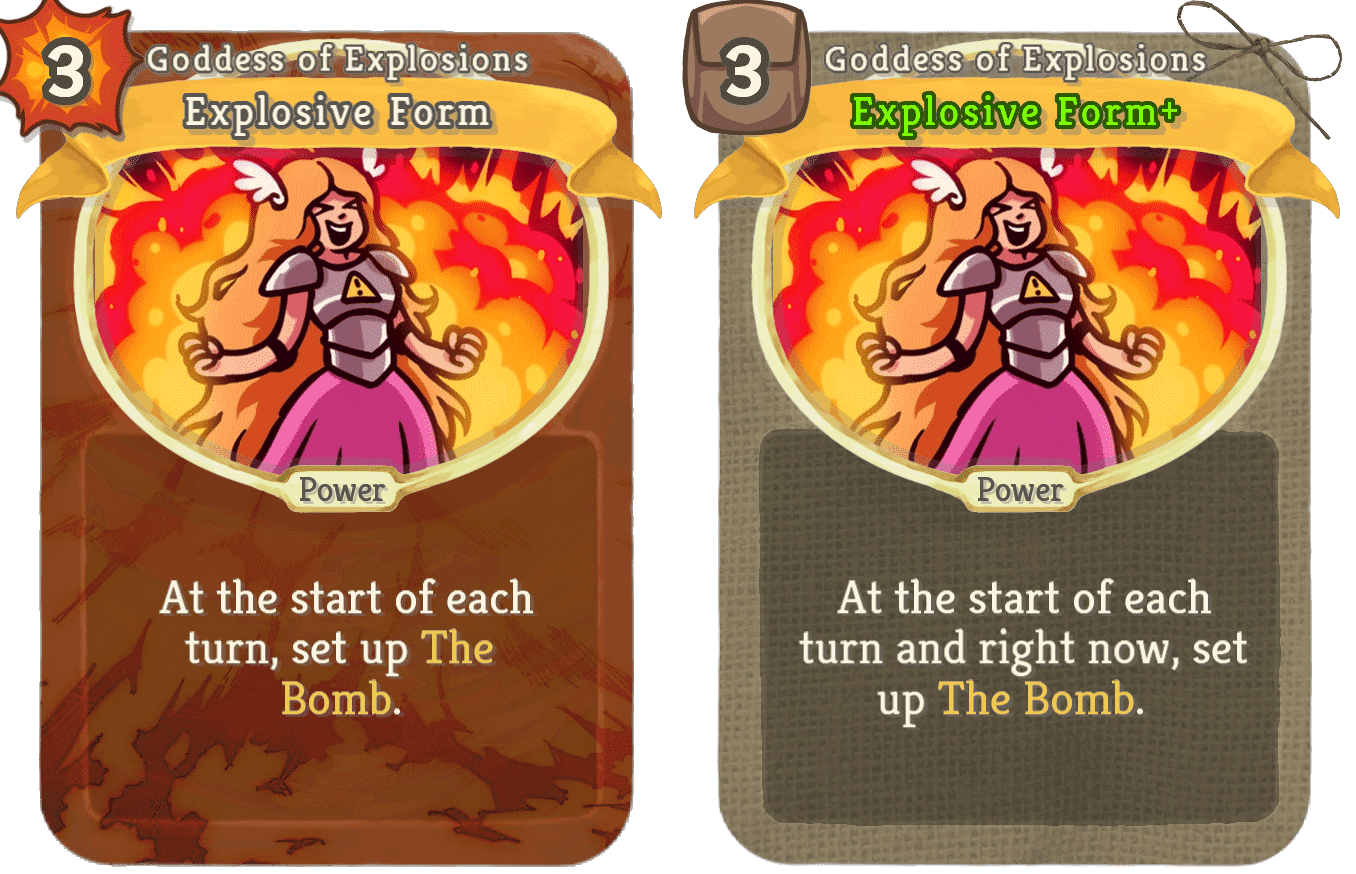 3
Goddess of Explosions
Explosive Form
Power
At the start of each
turn, set up The
Bomb.
3
Goddess of Explosions
Explosive Form+
Power
At the start of each
turn and right now, set
up The Bomb.